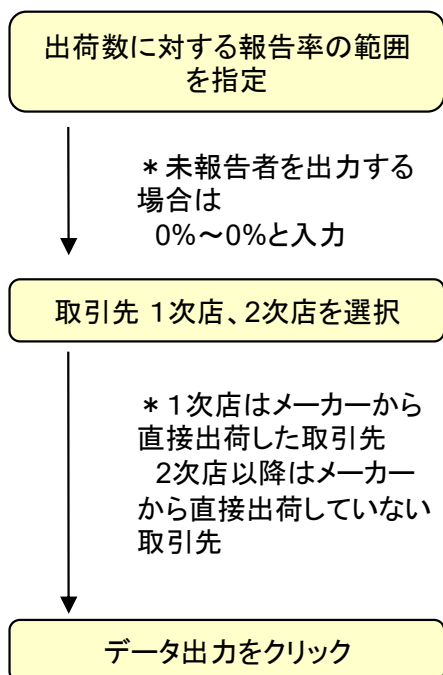 出荷数に対する報告率の範囲
を指定
＊未報告者を出力する
場合は
0%～0%と入力
取引先 1次店、2次店を選択
＊1次店はメーカーから
直接出荷した取引先
2次店以降はメーカー
から直接出荷していない
取引先
データ出力をクリック